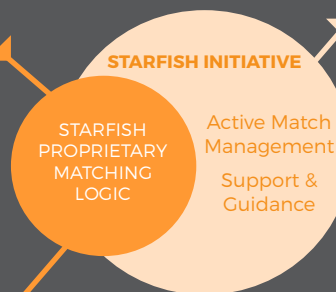 STARFISH INITIATIVE
STARFISH
PROPRIETARY
MATCHING
LOGIC
Active Match
Management
Support &
Guidance